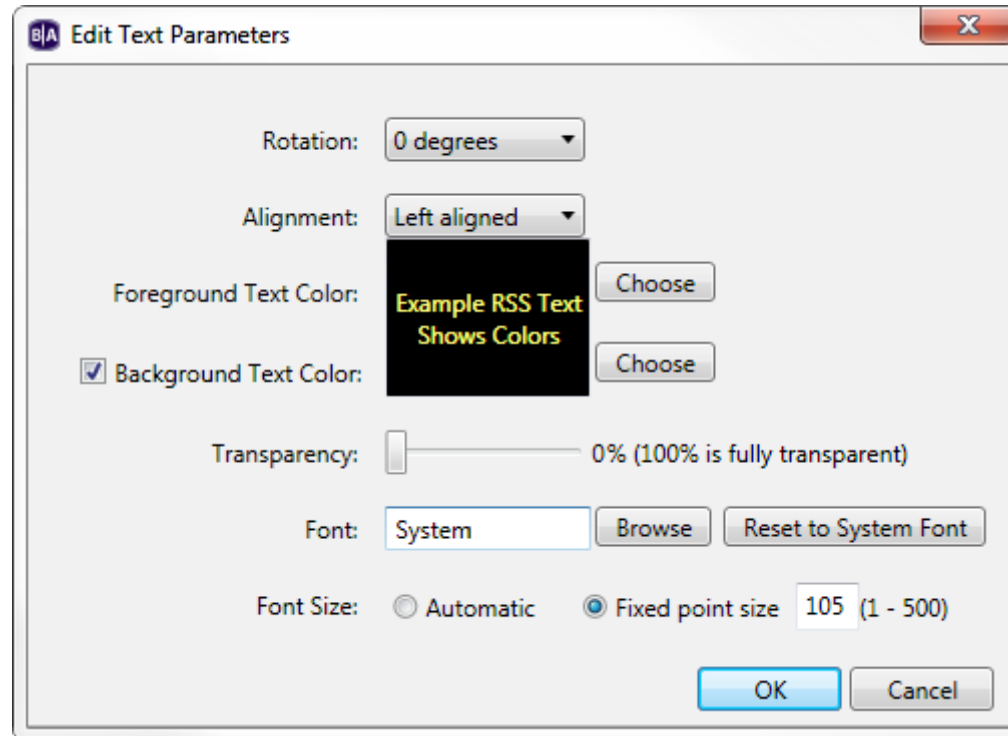 B|A Edit Text Parameters X
Rotation: 0 degrees
Alignment: Left aligned
Foreground Text Color: Choose
Example RSS Text
Shows Colors
Background Text Color: Choose
Transparency: 0% (100% is fully transparent)
Font: System Browse Reset to System Font
Font Size: Automatic Fixed point size 105 (1 - 500)
OK Cancel